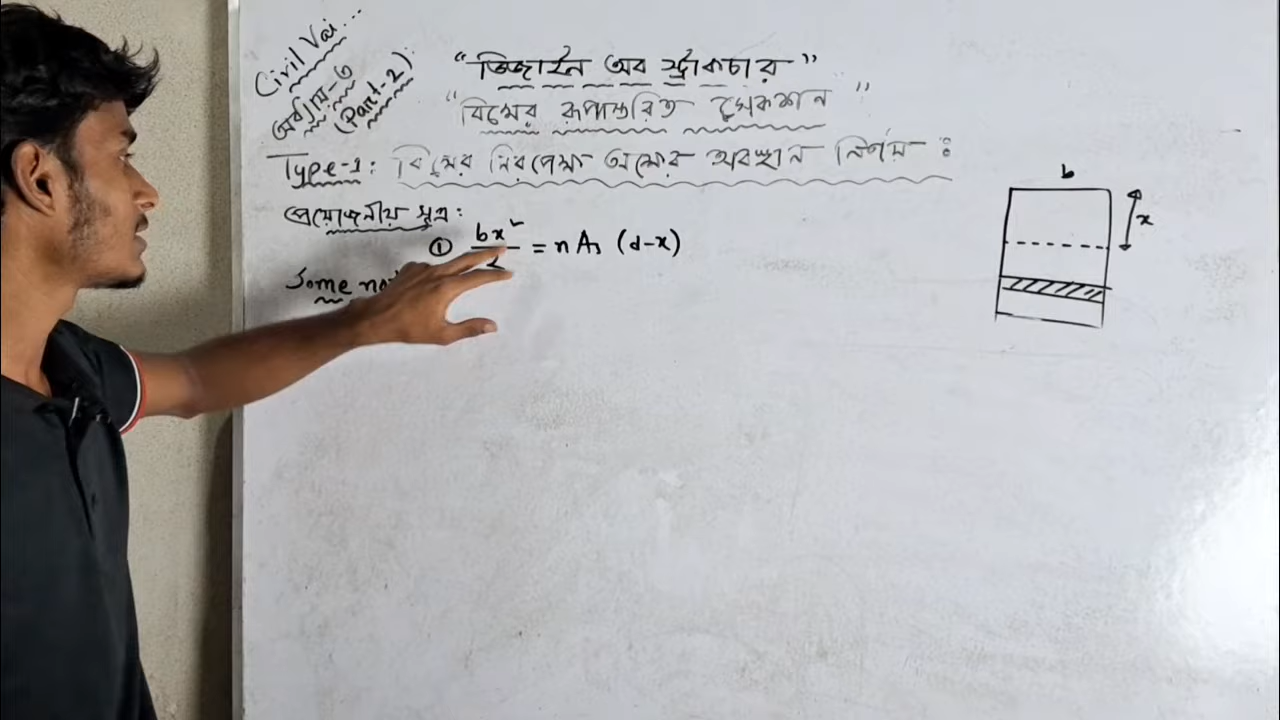 Civil Vai...
অধ্যায়-৩
(Part-2)
"ডিজাইন অব স্ট্রাকচার"
"বিমের রূপান্তরিত সেকশন"
Type-1: বিমের নিরপেক্ষ অক্ষের অবস্থান নির্ণয় :
প্রয়োজনীয় সূত্র:
① bx²/2 = nAs (d-x)
Some
b
x